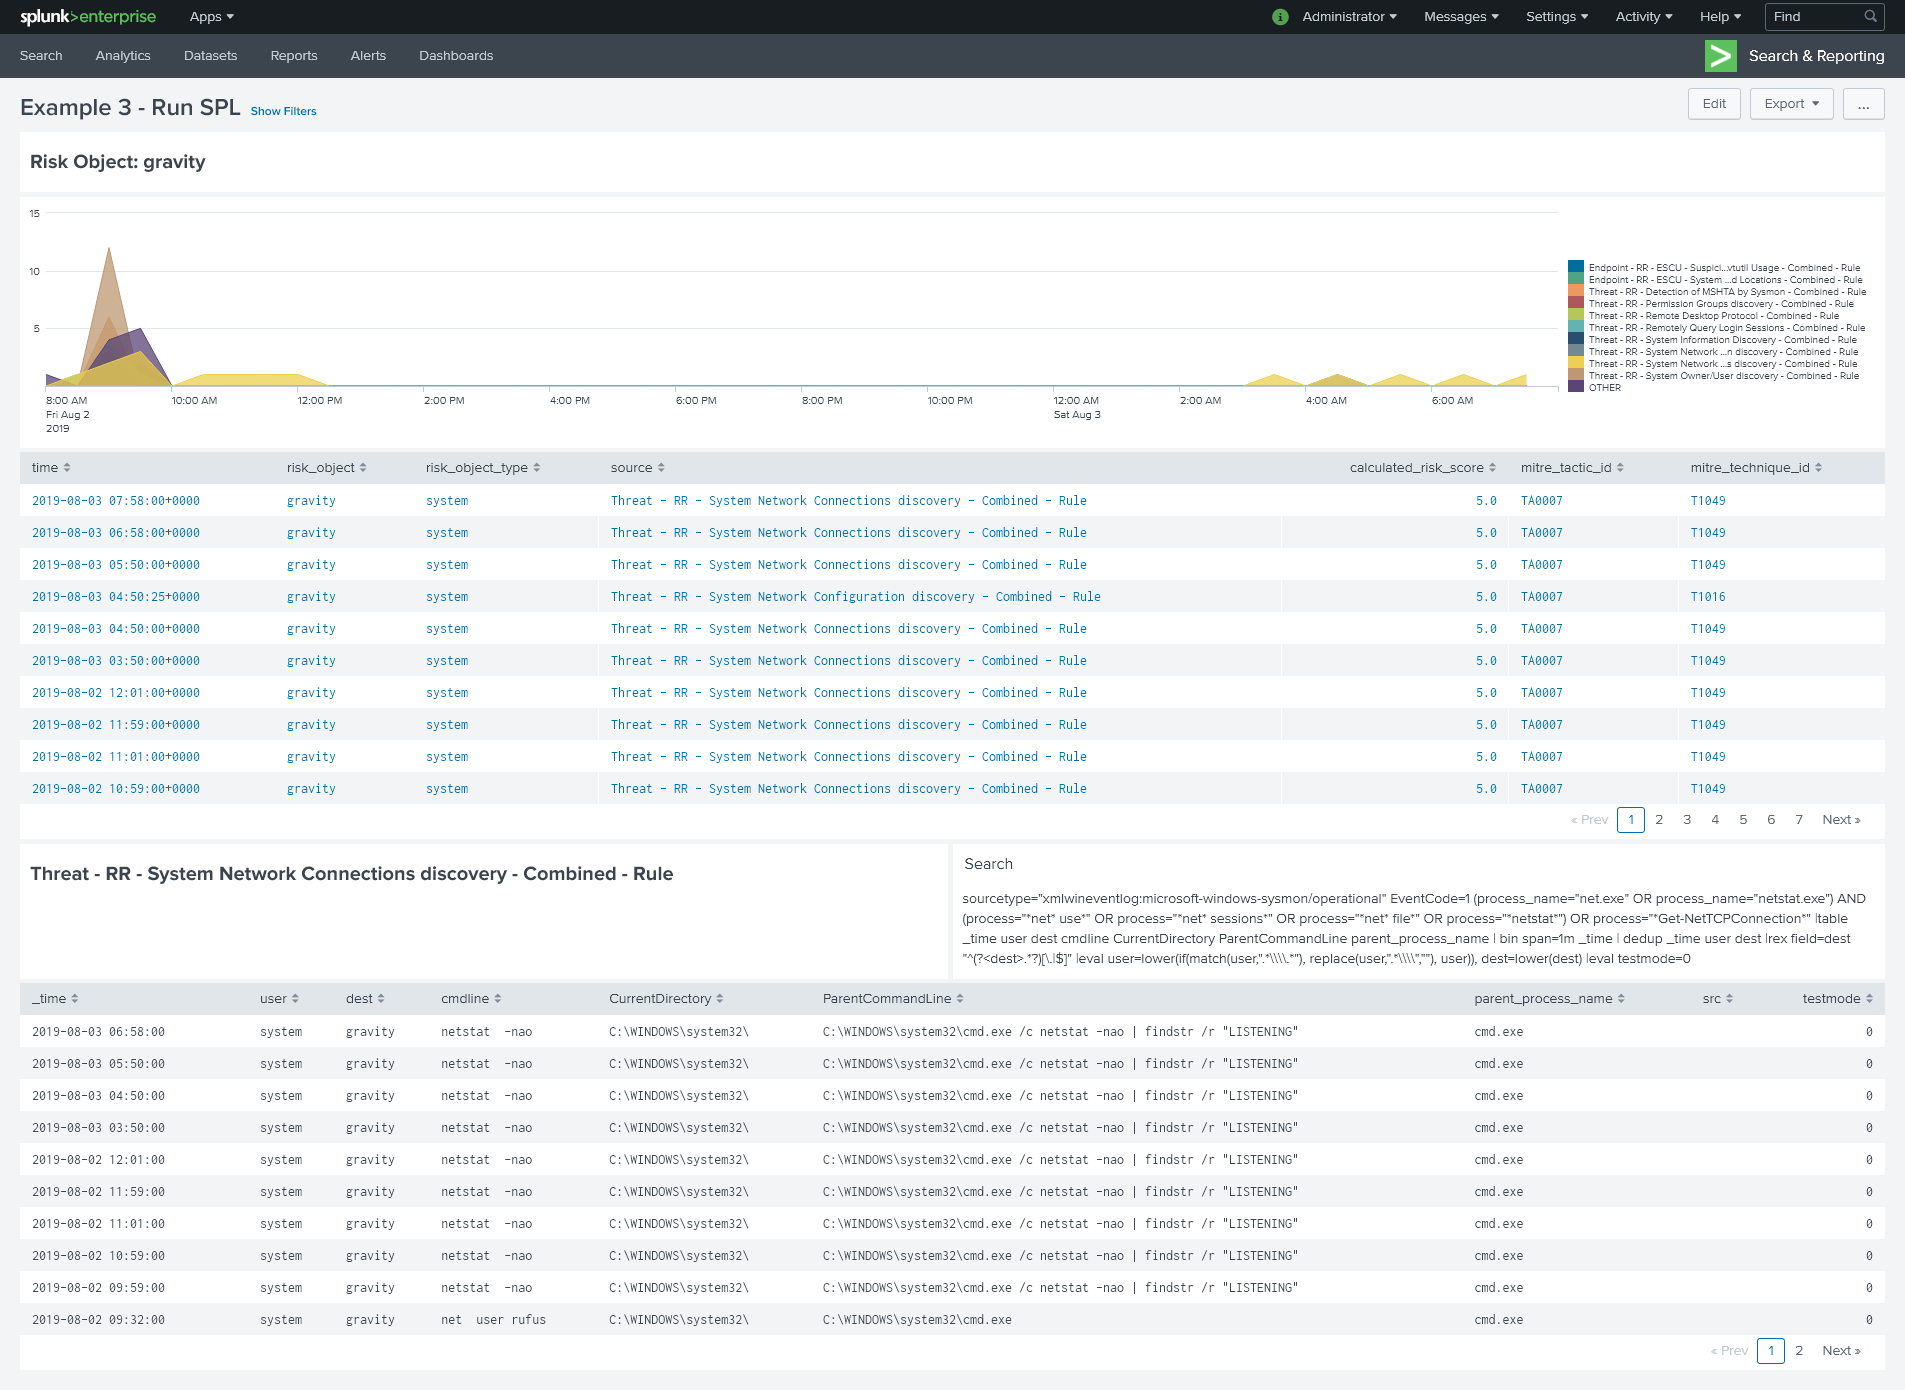 splunk>enterprise Apps Administrator Messages Settings Activity Help Find
Search Analytics Datasets Reports Alerts Dashboards Search & Reporting
Example 3 - Run SPL Show Filters Edit Export ...
Risk Object: gravity
15
10
5
8:00 AM 10:00 AM 12:00 PM 2:00 PM 4:00 PM 6:00 PM 8:00 PM 10:00 PM 12:00 AM 2:00 AM 4:00 AM 6:00 AM
Fri Aug 2 Sat Aug 3
2019
Endpoint - RR - ESCU - Suspici...vtutil Usage - Combined - Rule
Endpoint - RR - ESCU - System ...d Locations - Combined - Rule
Threat - RR - Detection of MSHTA by Sysmon - Combined - Rule
Threat - RR - Permission Groups discovery - Combined - Rule
Threat - RR - Remote Desktop Protocol - Combined - Rule
Threat - RR - Remotely Query Login Sessions - Combined - Rule
Threat - RR - System Information Discovery - Combined - Rule
Threat - RR - System Network ...n discovery - Combined - Rule
Threat - RR - System Network ...s discovery - Combined - Rule
Threat - RR - System Owner/User discovery - Combined - Rule
OTHER
time risk_object risk_object_type source calculated_risk_score mitre_tactic_id mitre_technique_id
2019-08-03 07:58:00+0000 gravity system Threat - RR - System Network Connections discovery - Combined - Rule 5.0 TA0007 T1049
2019-08-03 06:58:00+0000 gravity system Threat - RR - System Network Connections discovery - Combined - Rule 5.0 TA0007 T1049
2019-08-03 05:50:00+0000 gravity system Threat - RR - System Network Connections discovery - Combined - Rule 5.0 TA0007 T1049
2019-08-03 04:50:25+0000 gravity system Threat - RR - System Network Configuration discovery - Combined - Rule 5.0 TA0007 T1016
2019-08-03 04:50:00+0000 gravity system Threat - RR - System Network Connections discovery - Combined - Rule 5.0 TA0007 T1049
2019-08-03 03:50:00+0000 gravity system Threat - RR - System Network Connections discovery - Combined - Rule 5.0 TA0007 T1049
2019-08-02 12:01:00+0000 gravity system Threat - RR - System Network Connections discovery - Combined - Rule 5.0 TA0007 T1049
2019-08-02 11:59:00+0000 gravity system Threat - RR - System Network Connections discovery - Combined - Rule 5.0 TA0007 T1049
2019-08-02 11:01:00+0000 gravity system Threat - RR - System Network Connections discovery - Combined - Rule 5.0 TA0007 T1049
2019-08-02 10:59:00+0000 gravity system Threat - RR - System Network Connections discovery - Combined - Rule 5.0 TA0007 T1049
« Prev 1 2 3 4 5 6 7 Next »
Threat - RR - System Network Connections discovery - Combined - Rule
Search
sourcetype="xmlwineventlog:microsoft-windows-sysmon/operational" EventCode=1 (process_name="net.exe" OR process_name="netstat.exe") AND
(process="*net* use*" OR process="*net* sessions*" OR process="*net* file*" OR process="*netstat*") OR process="*Get-NetTCPConnection*" |table
_time user dest cmdline CurrentDirectory ParentCommandLine parent_process_name | bin span=1m _time | dedup _time user dest |rex field=dest
"^(?<dest>.*?)[\.|$]" |eval user=lower(if(match(user,".*\\\\.*"), replace(user,".*\\\\",""), user)), dest=lower(dest) |eval testmode=0
_time user dest cmdline CurrentDirectory ParentCommandLine parent_process_name src testmode
2019-08-03 06:58:00 system gravity netstat  -nao C:\WINDOWS\system32\ C:\WINDOWS\system32\cmd.exe /c netstat -nao | findstr /r "LISTENING" cmd.exe 0
2019-08-03 05:50:00 system gravity netstat  -nao C:\WINDOWS\system32\ C:\WINDOWS\system32\cmd.exe /c netstat -nao | findstr /r "LISTENING" cmd.exe 0
2019-08-03 04:50:00 system gravity netstat  -nao C:\WINDOWS\system32\ C:\WINDOWS\system32\cmd.exe /c netstat -nao | findstr /r "LISTENING" cmd.exe 0
2019-08-03 03:50:00 system gravity netstat  -nao C:\WINDOWS\system32\ C:\WINDOWS\system32\cmd.exe /c netstat -nao | findstr /r "LISTENING" cmd.exe 0
2019-08-02 12:01:00 system gravity netstat  -nao C:\WINDOWS\system32\ C:\WINDOWS\system32\cmd.exe /c netstat -nao | findstr /r "LISTENING" cmd.exe 0
2019-08-02 11:59:00 system gravity netstat  -nao C:\WINDOWS\system32\ C:\WINDOWS\system32\cmd.exe /c netstat -nao | findstr /r "LISTENING" cmd.exe 0
2019-08-02 11:01:00 system gravity netstat  -nao C:\WINDOWS\system32\ C:\WINDOWS\system32\cmd.exe /c netstat -nao | findstr /r "LISTENING" cmd.exe 0
2019-08-02 10:59:00 system gravity netstat  -nao C:\WINDOWS\system32\ C:\WINDOWS\system32\cmd.exe /c netstat -nao | findstr /r "LISTENING" cmd.exe 0
2019-08-02 09:59:00 system gravity netstat  -nao C:\WINDOWS\system32\ C:\WINDOWS\system32\cmd.exe /c netstat -nao | findstr /r "LISTENING" cmd.exe 0
2019-08-02 09:32:00 system gravity net  user rufus C:\WINDOWS\system32\ C:\WINDOWS\system32\cmd.exe cmd.exe 0
« Prev 1 2 Next »